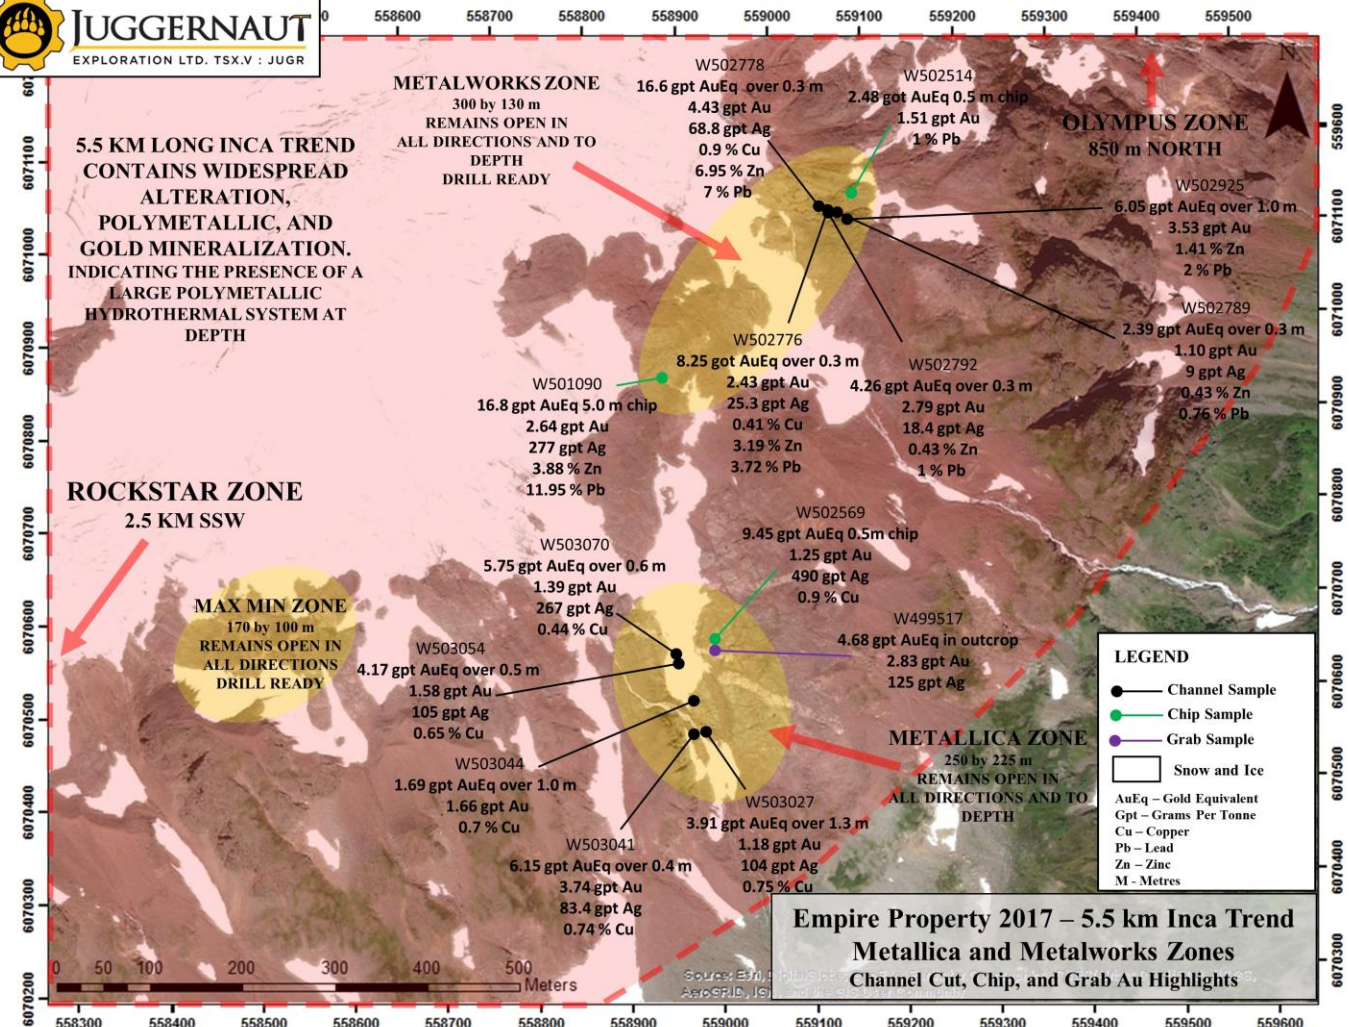 JUGGERNAUT
EXPLORATION LTD. TSX.V : JUGR
0 558600 558700 558800 558900 559000 559100 559200 559300 559400 559500
N
METALWORKS ZONE
300 by 130 m
REMAINS OPEN IN
ALL DIRECTIONS AND TO
DEPTH
DRILL READY
W502778
16.6 gpt AuEq over 0.3 m
4.43 gpt Au
68.8 gpt Ag
0.9 % Cu
6.95 % Zn
7 % Pb
W502514
2.48 got AuEq 0.5 m chip
1.51 gpt Au
1 % Pb
OLYMPUS ZONE
850 m NORTH
5.5 KM LONG INCA TREND
CONTAINS WIDESPREAD
ALTERATION,
POLYMETALLIC, AND
GOLD MINERALIZATION.
INDICATING THE PRESENCE OF A
LARGE POLYMETALLIC
HYDROTHERMAL SYSTEM AT
DEPTH
W502925
6.05 gpt AuEq over 1.0 m
3.53 gpt Au
1.41 % Zn
2 % Pb
W502789
2.39 gpt AuEq over 0.3 m
1.10 gpt Au
9 gpt Ag
0.43 % Zn
0.76 % Pb
W502776
8.25 got AuEq over 0.3 m
2.43 gpt Au
25.3 gpt Ag
0.41 % Cu
3.19 % Zn
3.72 % Pb
W502792
4.26 gpt AuEq over 0.3 m
2.79 gpt Au
18.4 gpt Ag
0.43 % Zn
1 % Pb
W501090
16.8 gpt AuEq 5.0 m chip
2.64 gpt Au
277 gpt Ag
3.88 % Zn
11.95 % Pb
ROCKSTAR ZONE
2.5 KM SSW
W502569
9.45 gpt AuEq 0.5m chip
1.25 gpt Au
490 gpt Ag
0.9 % Cu
W503070
5.75 gpt AuEq over 0.6 m
1.39 gpt Au
267 gpt Ag
0.44 % Cu
MAX MIN ZONE
170 by 100 m
REMAINS OPEN IN
ALL DIRECTIONS
DRILL READY
W499517
4.68 gpt AuEq in outcrop
2.83 gpt Au
125 gpt Ag
W503054
4.17 gpt AuEq over 0.5 m
1.58 gpt Au
105 gpt Ag
0.65 % Cu
METALLICA ZONE
250 by 225 m
REMAINS OPEN IN
ALL DIRECTIONS AND TO
DEPTH
W503044
1.69 gpt AuEq over 1.0 m
1.66 gpt Au
0.7 % Cu
W503027
3.91 gpt AuEq over 1.3 m
1.18 gpt Au
104 gpt Ag
0.75 % Cu
W503041
6.15 gpt AuEq over 0.4 m
3.74 gpt Au
83.4 gpt Ag
0.74 % Cu
LEGEND
Channel Sample
Chip Sample
Grab Sample
Snow and Ice
AuEq – Gold Equivalent
Gpt – Grams Per Tonne
Cu – Copper
Pb – Lead
Zn – Zinc
M - Metres
Empire Property 2017 – 5.5 km Inca Trend
Metallica and Metalworks Zones
Channel Cut, Chip, and Grab Au Highlights
0 50 100 200 300 400 500
Meters
Source: Esri,
6071100
6071000
6070900
6070800
6070700
6070600
6070500
6070400
6070300
6070200
559600
6071100
6071000
6070900
6070800
6070700
6070600
6070500
6070400
6070300
558300 558400 558500 558600 558700 558800 558900 559000 559100 559200 559300 559400